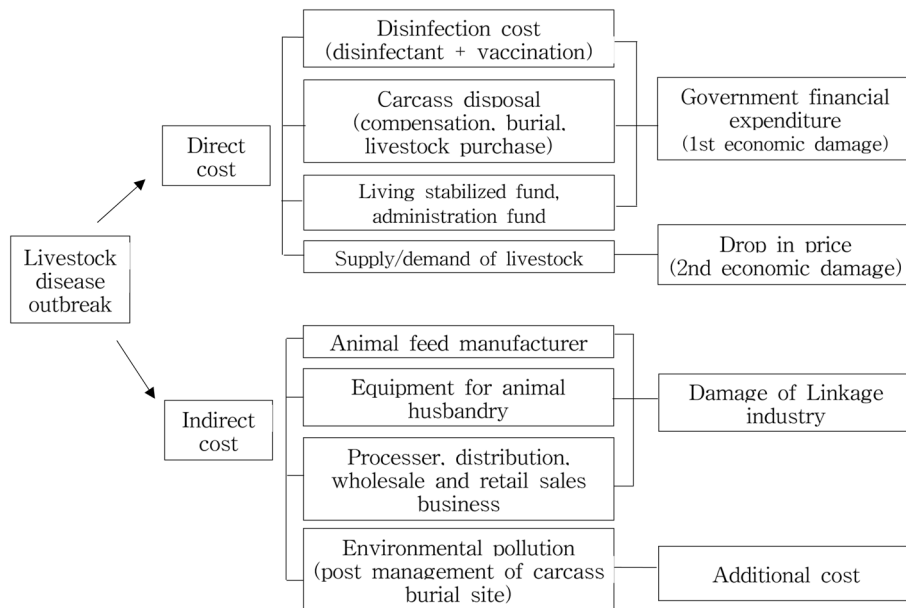 Livestock
disease
outbreak
Direct
cost
Disinfection cost
(disinfectant + vaccination)
Carcass disposal
(compensation, burial,
livestock purchase)
Living stabilized fund,
administration fund
Supply/demand of livestock
Government financial
expenditure
(1st economic damage)
Drop in price
(2nd economic damage)
Indirect
cost
Animal feed manufacturer
Equipment for animal
husbandry
Processer, distribution,
wholesale and retail sales
business
Environmental pollution
(post management of carcass
burial site)
Damage of Linkage
industry
Additional cost